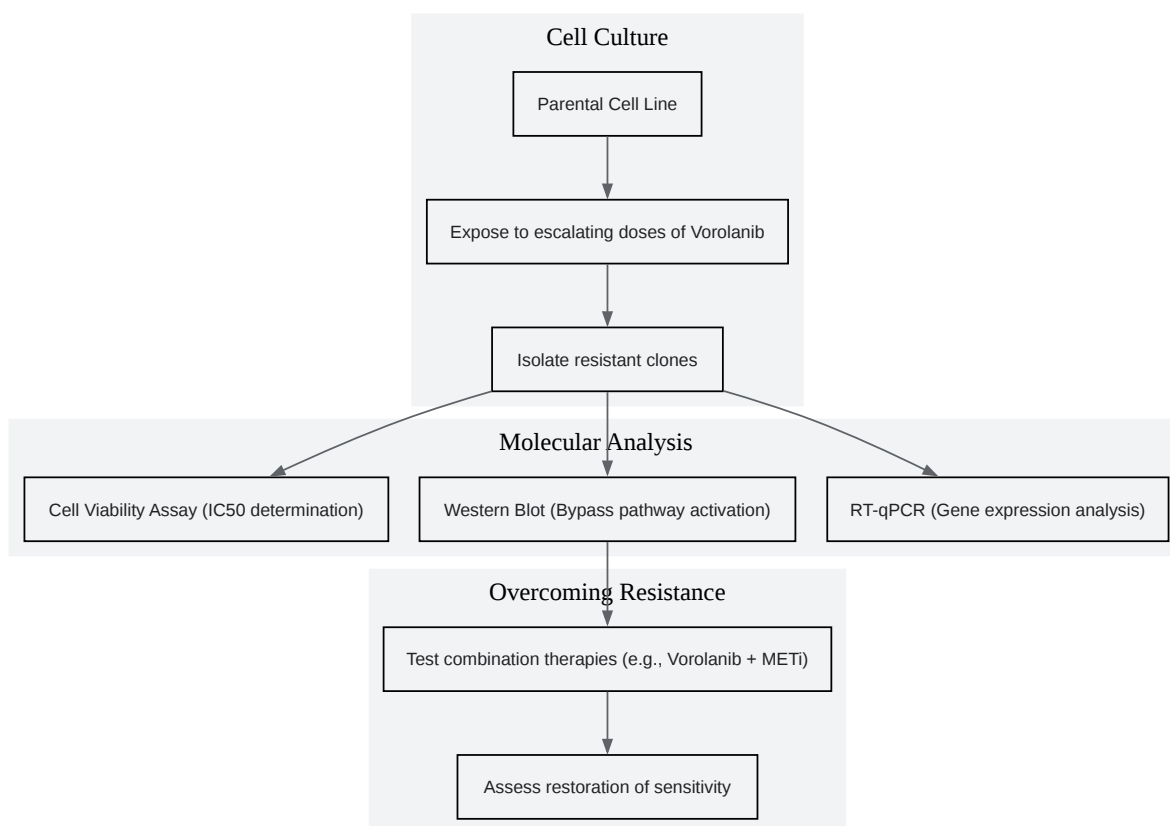 Cell Culture
Parental Cell Line
Expose to escalating doses of Vorolanib
Isolate resistant clones
Molecular Analysis
Cell Viability Assay (IC50 determination)
Western Blot (Bypass pathway activation)
RT-qPCR (Gene expression analysis)
Overcoming Resistance
Test combination therapies (e.g., Vorolanib + METi)
Assess restoration of sensitivity